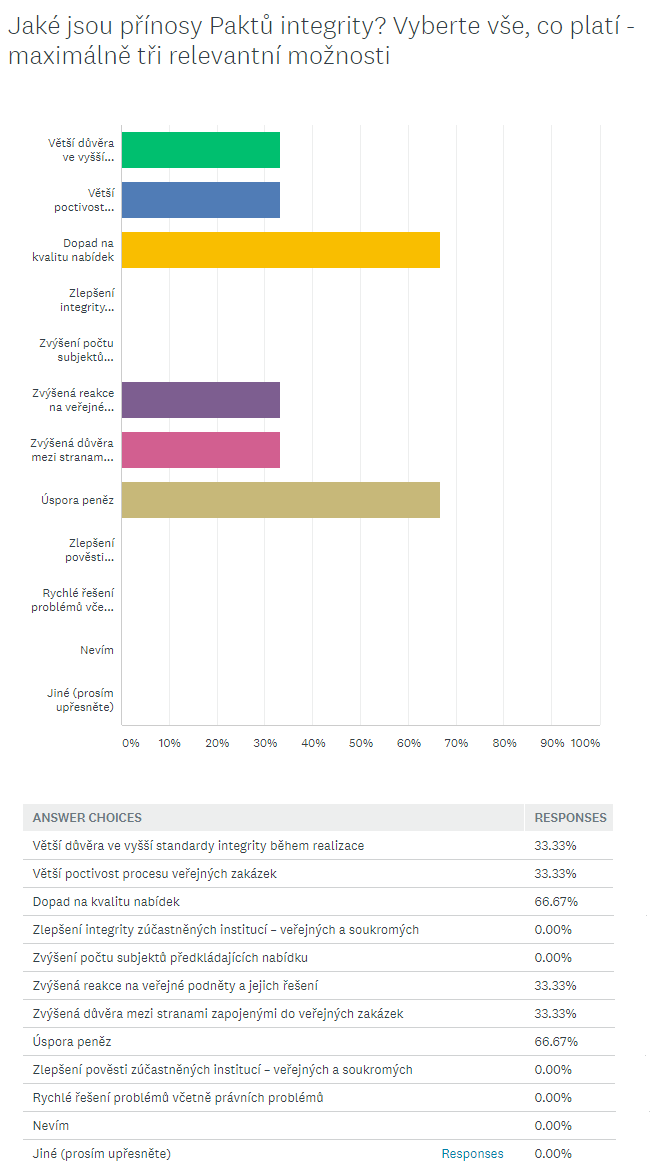 Jaké jsou přínosy Paktů integrity? Vyberte vše, co platí -
maximálně tři relevantní možnosti
Větší důvěra
ve vyšší...
Větší
poctivost...
Dopad na
kvalitu nabídek
Zlepšení
integrity...
Zvýšení počtu
subjektů...
Zvýšená reakce
na veřejné...
Zvýšená důvěra
mezi stranam...
Úspora peněz
Zlepšení
pověsti...
Rychlé řešení
problémů vče...
Nevím
Jiné (prosím
upřesněte)
0% 10% 20% 30% 40% 50% 60% 70% 80% 90% 100%
ANSWER CHOICES RESPONSES
Větší důvěra ve vyšší standardy integrity během realizace 33.33%
Větší poctivost procesu veřejných zakázek 33.33%
Dopad na kvalitu nabídek 66.67%
Zlepšení integrity zúčastněných institucí – veřejných a soukromých 0.00%
Zvýšení počtu subjektů předkládajících nabídku 0.00%
Zvýšená reakce na veřejné podněty a jejich řešení 33.33%
Zvýšená důvěra mezi stranami zapojenými do veřejných zakázek 33.33%
Úspora peněz 66.67%
Zlepšení pověsti zúčastněných institucí – veřejných a soukromých 0.00%
Rychlé řešení problémů včetně právních problémů 0.00%
Nevím 0.00%
Jiné (prosím upřesněte) Responses 0.00%